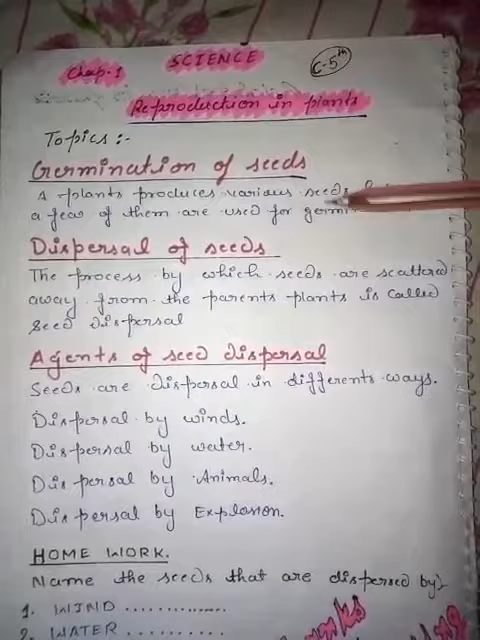 Chap-1 SCIENCE C-5th
Reproduction in plants
Topics :-
Germination of seeds
A plants produces various seeds
a few of them are used for
Dispersal of seeds
The process by which seeds are scattered
away from the parents plants is called
seed dispersal
Agents of seed dispersal
Seeds are dispersal in differents ways.
Dispersal by winds.
Dispersal by water.
Dispersal by Animals.
Dispersal by Explosion.
HOME WORK.
Name the seeds that are dispersed by:-
1. WIND ..............
2. WATER ..........